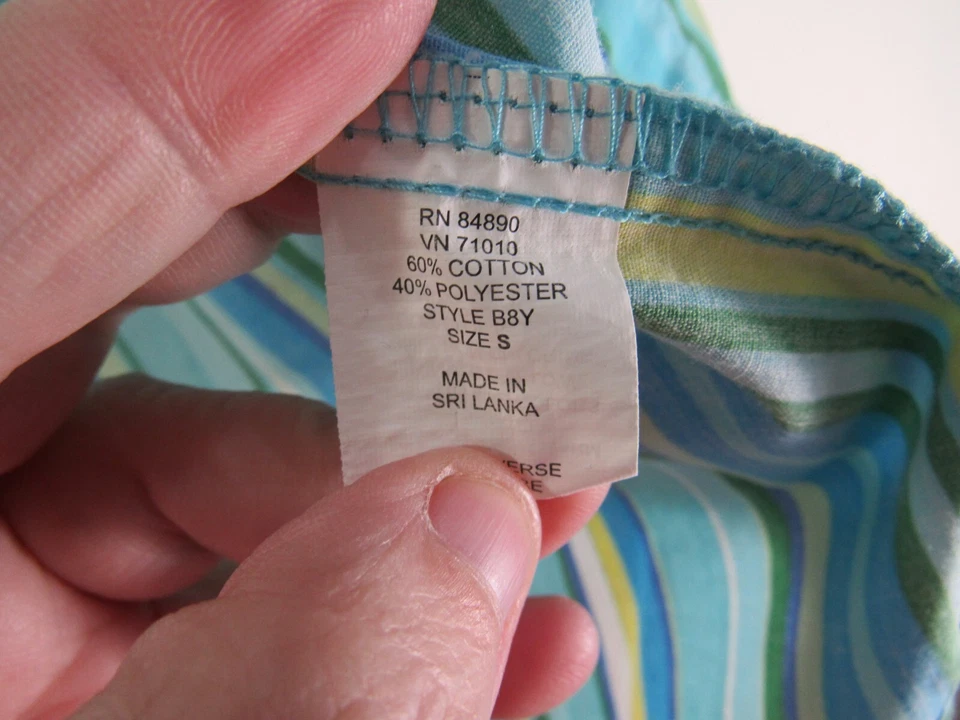 RN 84890
VN 71010
60% COTTON
40% POLYESTER
STYLE B8Y
SIZE S
MADE IN
SRI LANKA